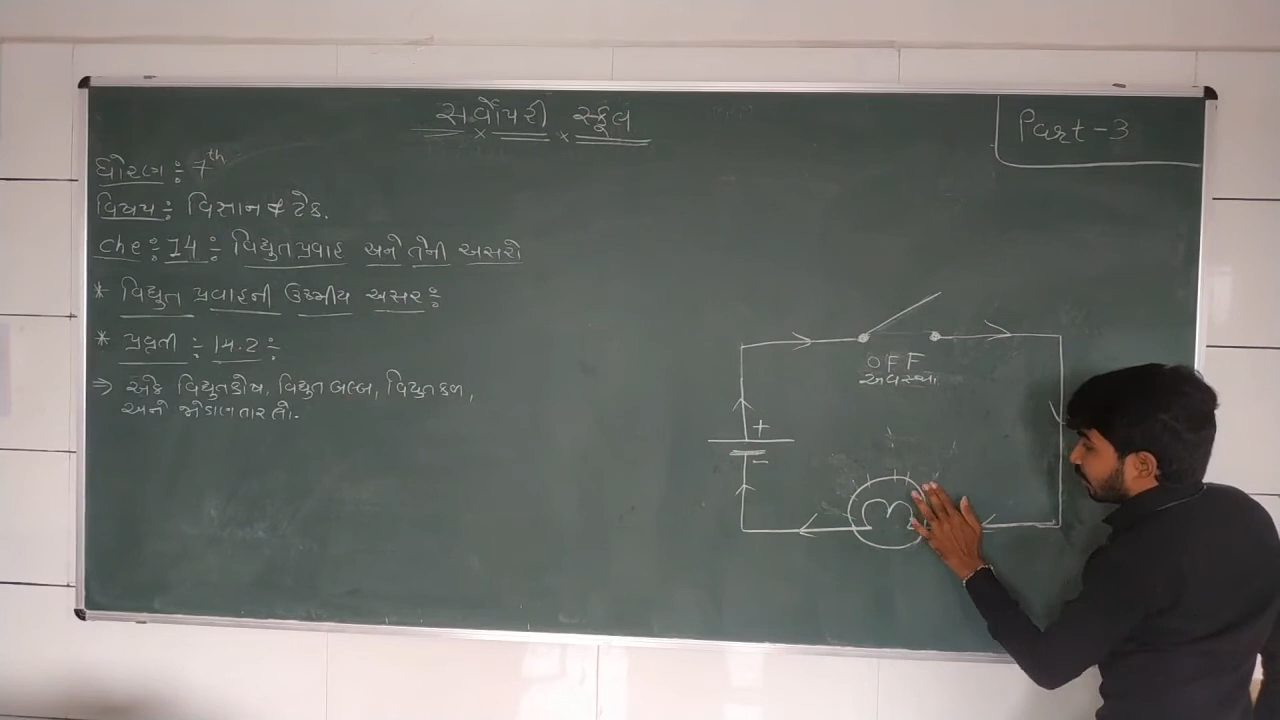 સર્વોપરી સ્કૂલ
Part-3
ધોરણ : 7th
વિષય : વિજ્ઞાન & ટેક.
che : 14 : વિદ્યુતપ્રવાહ અને તેની અસરો
* વિદ્યુત પ્રવાહની ઉષ્મીય અસર :
* પ્રવૃતી : 14.2 :
⇒ એક વિદ્યુતકોષ, વિદ્યુત બલ્બ, વિદ્યુતકળ,
અને જોડાણતાર લો.
OFF
અવસ્થા
+
-